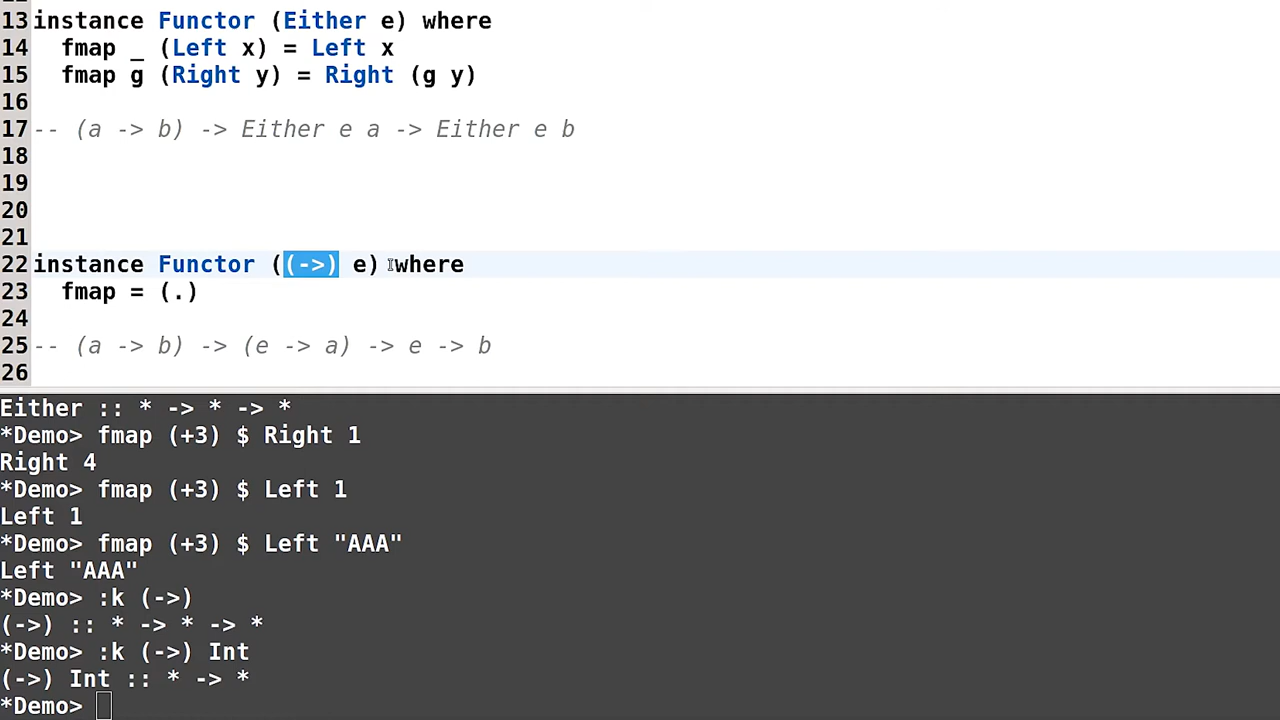 13 instance Functor (Either e) where
14   fmap _ (Left x) = Left x
15   fmap g (Right y) = Right (g y)
16
17 -- (a -> b) -> Either e a -> Either e b
18
19
20
21
22 instance Functor ((->) e) where
23   fmap = (.)
24
25 -- (a -> b) -> (e -> a) -> e -> b
26
Either :: * -> * -> *
*Demo> fmap (+3) $ Right 1
Right 4
*Demo> fmap (+3) $ Left 1
Left 1
*Demo> fmap (+3) $ Left "AAA"
Left "AAA"
*Demo> :k (->)
(->) :: * -> * -> *
*Demo> :k (->) Int
(->) Int :: * -> *
*Demo>